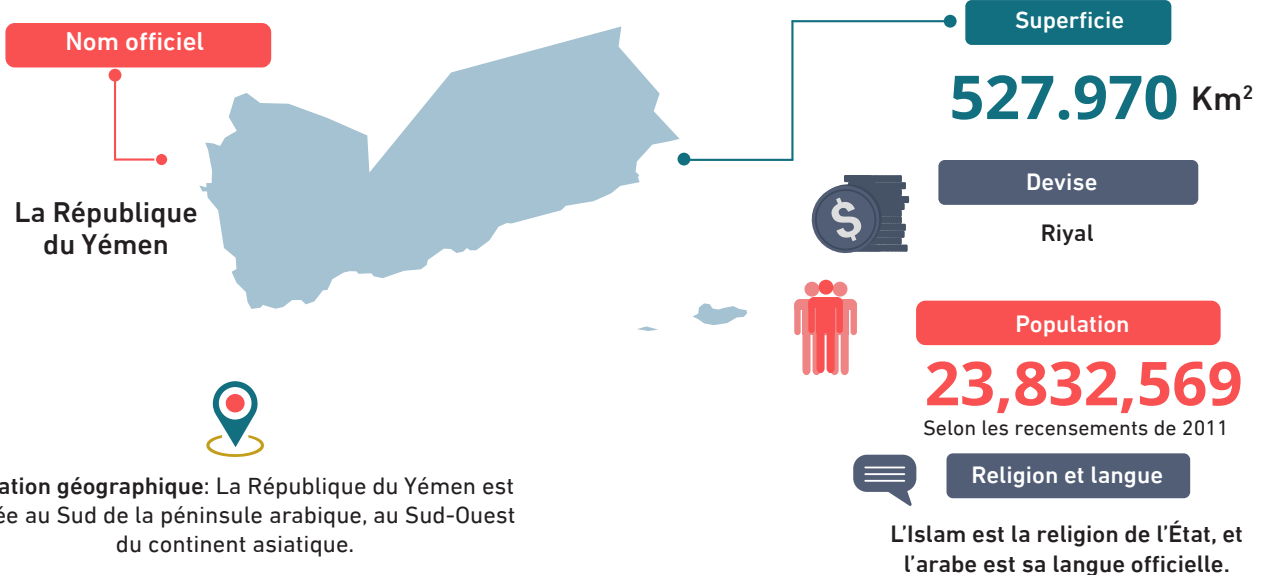 Nom officiel
La République
du Yémen
Superficie
527.970 Km²
Devise
$
Riyal
Population
23,832,569
Selon les recensements de 2011
Religion et langue
L'Islam est la religion de l'État, et
l'arabe est sa langue officielle.
géographique: La République du Yémen est
au Sud de la péninsule arabique, au Sud-Ouest
du continent asiatique.